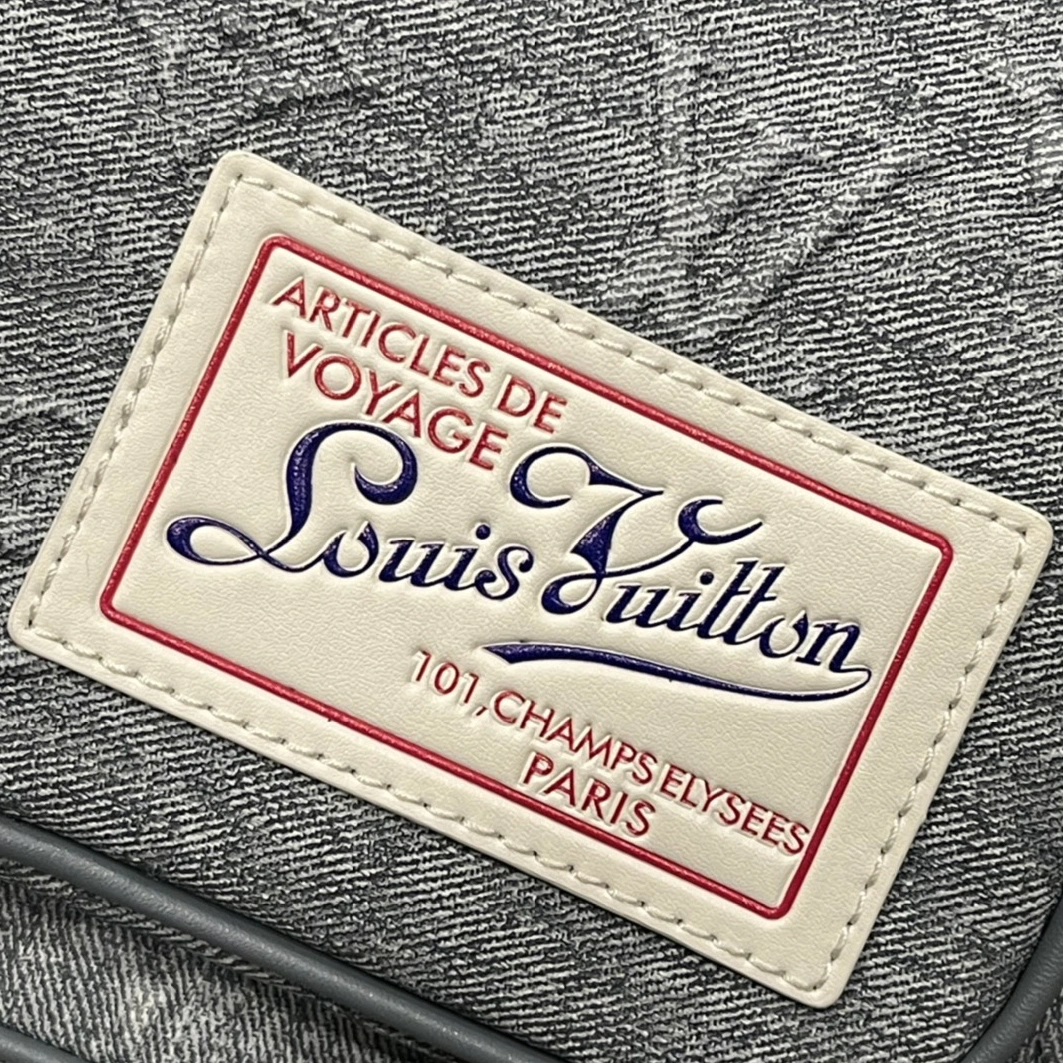 ARTICLES DE
VOYAGE
Louis Vuitton
101, CHAMPS ELYSEES
PARIS